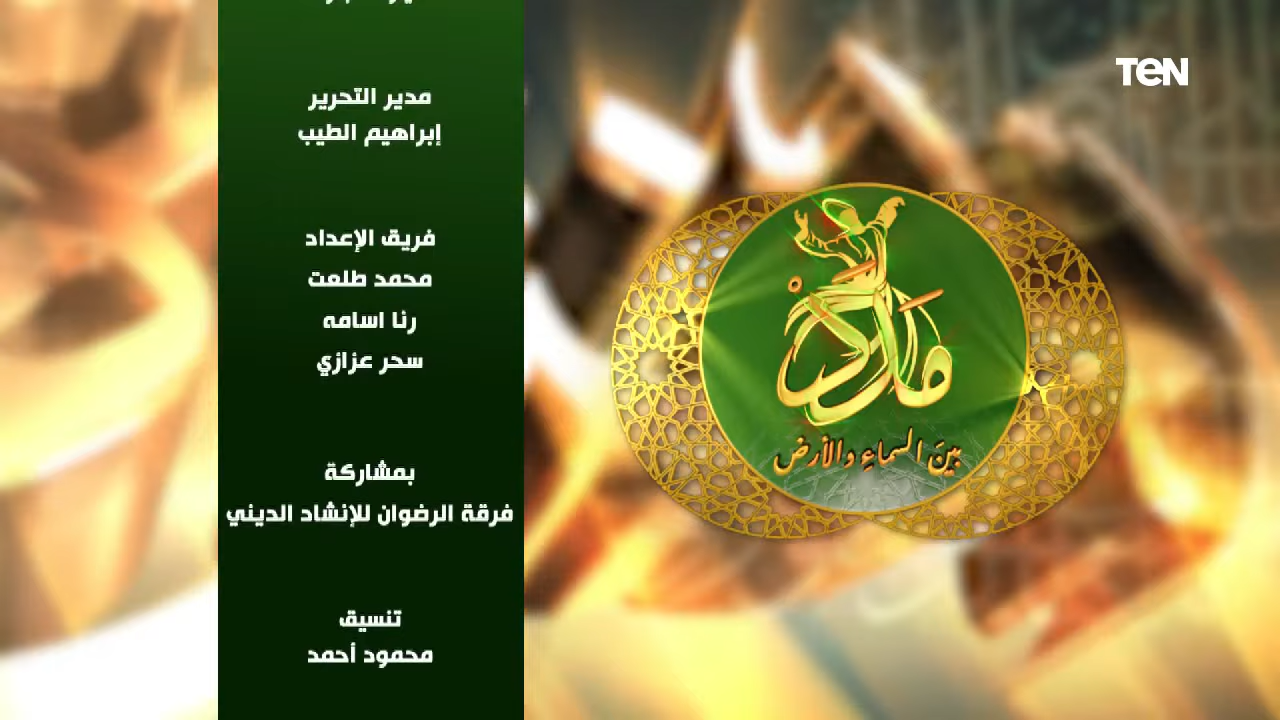 مدير التحرير
إبراهيم الطيب
فريق الإعداد
محمد طلعت
رنا اسامه
سحر عزازي
بمشاركة
فرقة الرضوان للإنشاد الديني
تنسيق
محمود أحمد
TeN
مدد
بين السماء والأرض